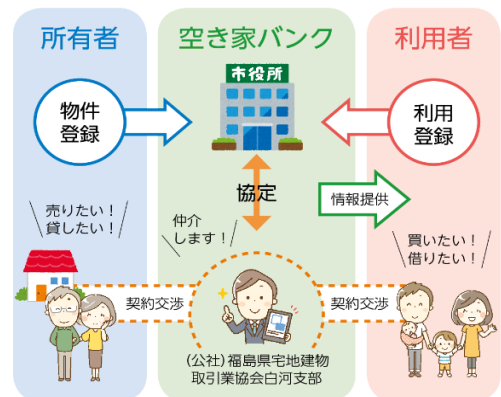 所有者
空き家バンク
利用者
市役所
物件
登録
利用
登録
協定
情報提供
売りたい！
貸したい！
仲介
します！
買いたい！
借りたい！
契約交渉
契約交渉
(公社)福島県宅地建物
取引業協会白河支部